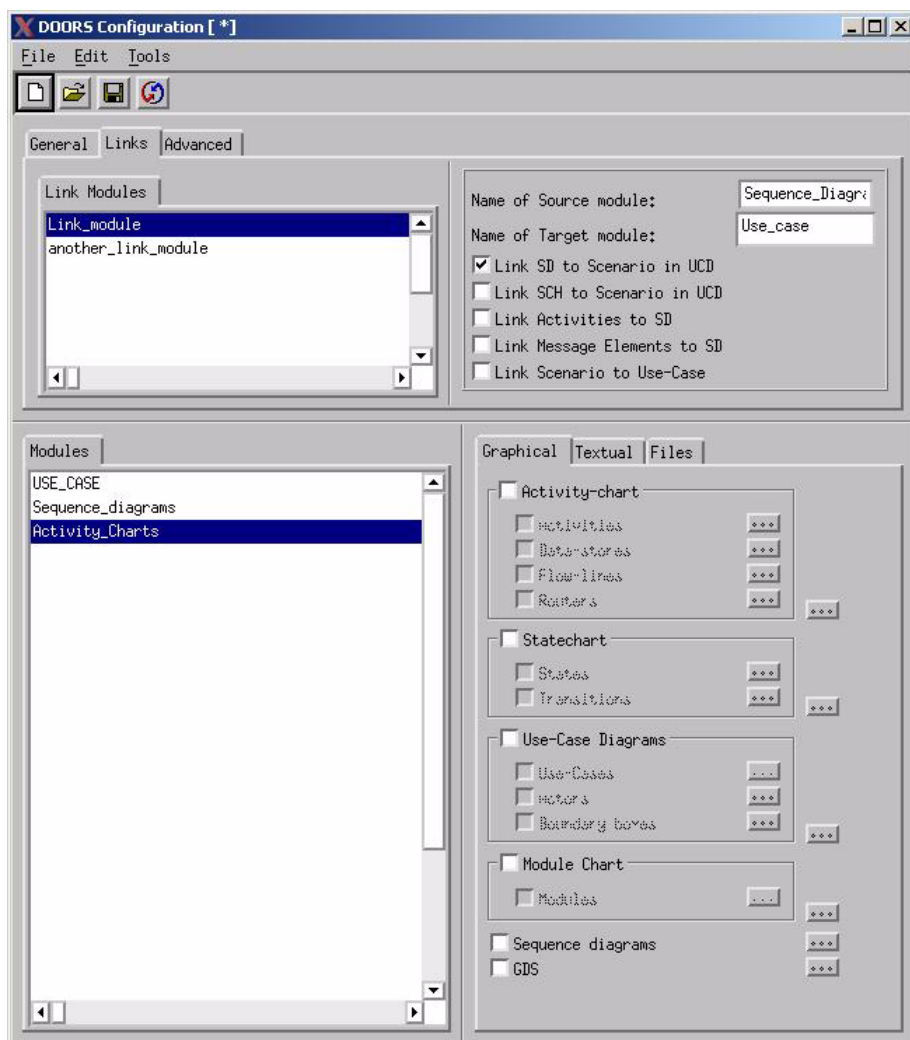 DOORS Configuration [ *]
File Edit Tools
General Links Advanced
Link Modules
Link_module
another_link_module
Name of Source module: Sequence_Diagra
Name of Target module: Use_case
Link SD to Scenario in UCD
Link SCH to Scenario in UCD
Link Activities to SD
Link Message Elements to SD
Link Scenario to Use-Case
Modules
USE_CASE
Sequence_diagrams
Activity_Charts
Graphical Textual Files
Activity-chart
Activities ...
Data-stores ...
Flow-lines ...
Routers ...
...
Statechart
States ...
Transitions ...
...
Use-Case Diagrams
Use-Cases ...
Actors ...
Boundary boxes ...
...
Module Chart
Modules ...
...
Sequence diagrams ...
GDS ...